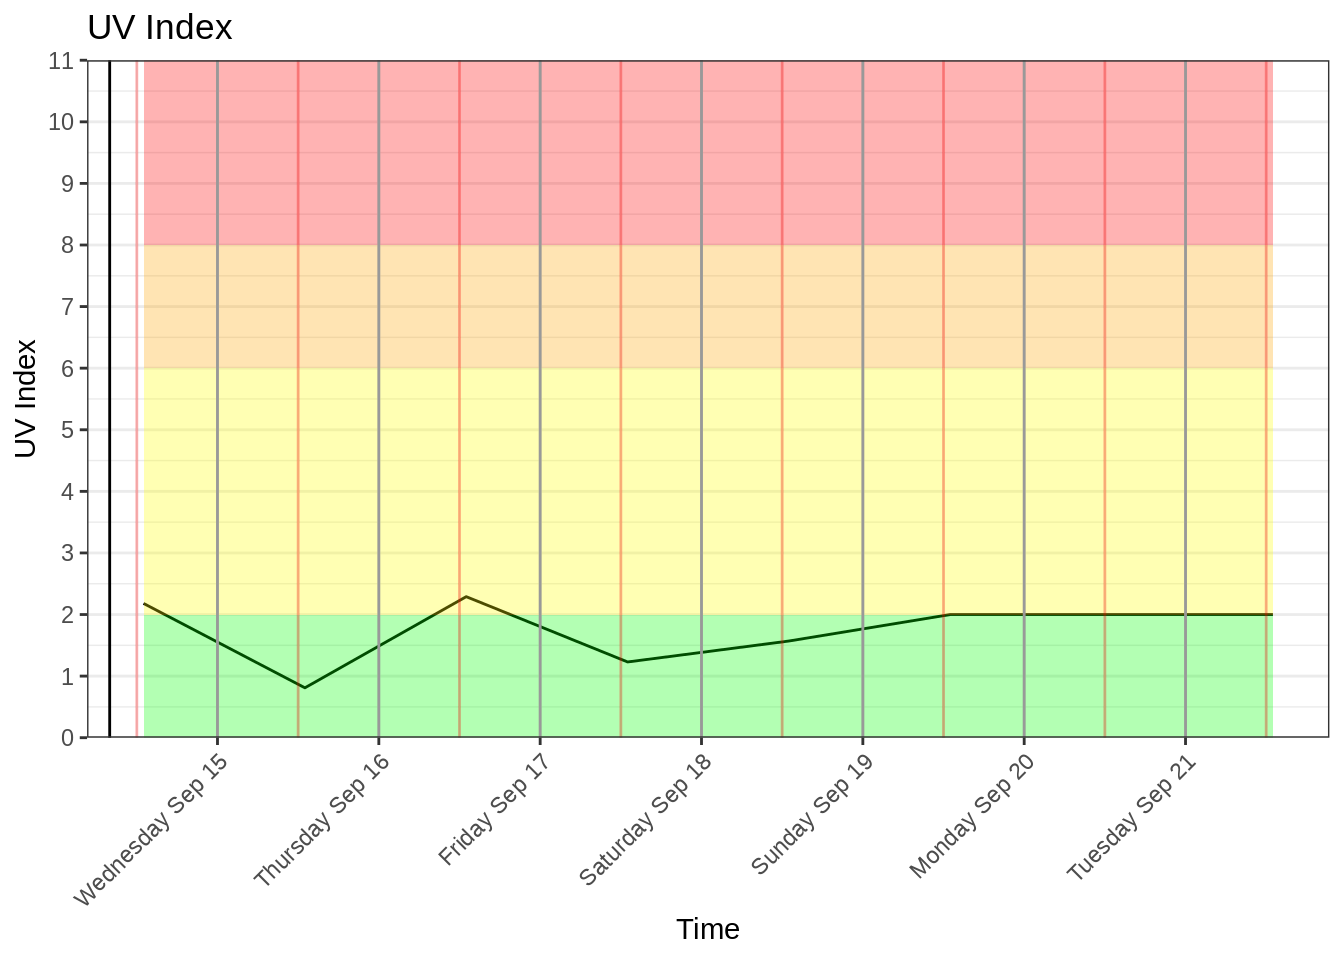 UV Index
11
10
9
8
7
6
5
4
3
2
1
0
UV Index
Wednesday Sep 15
Thursday Sep 16
Friday Sep 17
Saturday Sep 18
Sunday Sep 19
Monday Sep 20
Tuesday Sep 21
Time